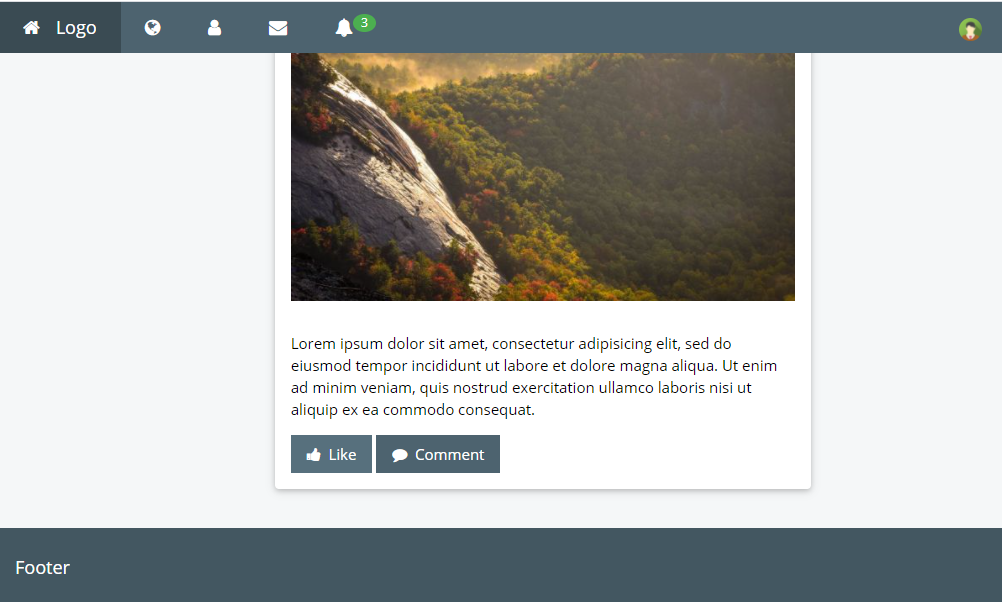 Logo
3
Lorem ipsum dolor sit amet, consectetur adipisicing elit, sed do
eiusmod tempor incididunt ut labore et dolore magna aliqua. Ut enim
ad minim veniam, quis nostrud exercitation ullamco laboris nisi ut
aliquip ex ea commodo consequat.
Like
Comment
Footer